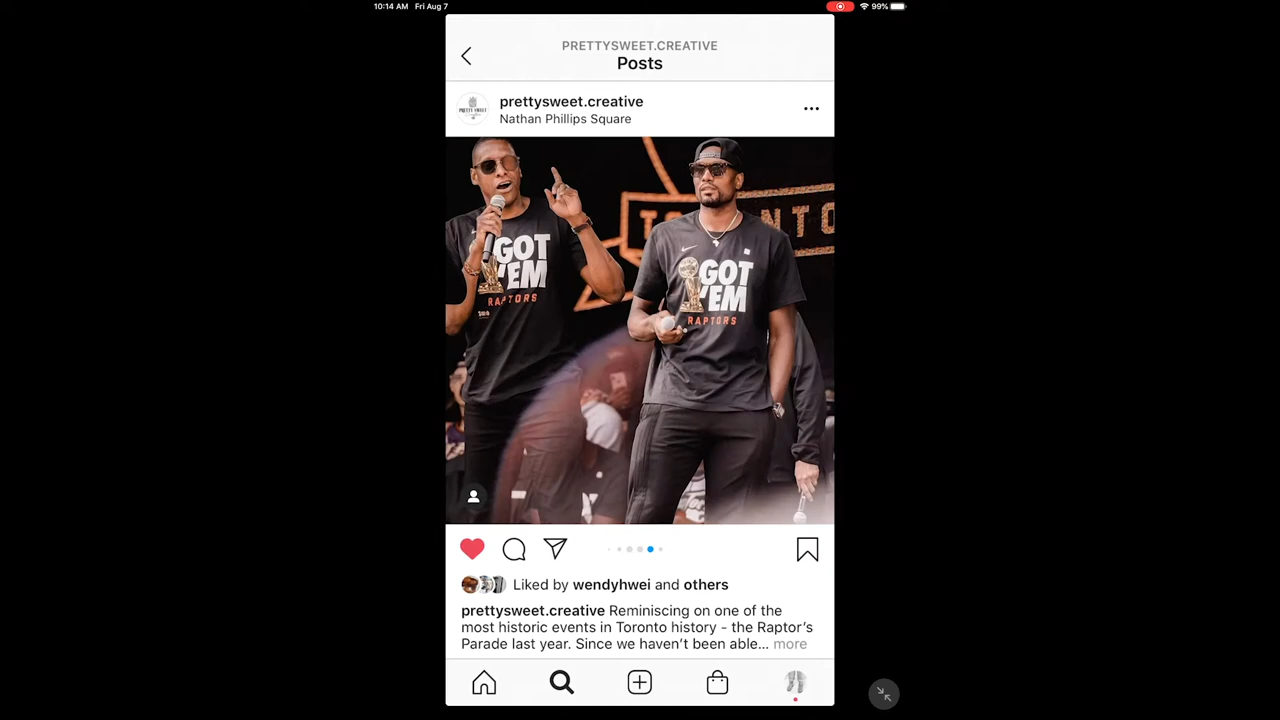 10:14 AM Fri Aug 7
99%
PRETTYSWEET.CREATIVE
Posts
prettysweet.creative
Nathan Phillips Square
TORONTO
GOT
'EM
RAPTORS
GOT
'EM
RAPTORS
Liked by wendyhwei and others
prettysweet.creative Reminiscing on one of the
most historic events in Toronto history - the Raptor's
Parade last year. Since we haven't been able... more